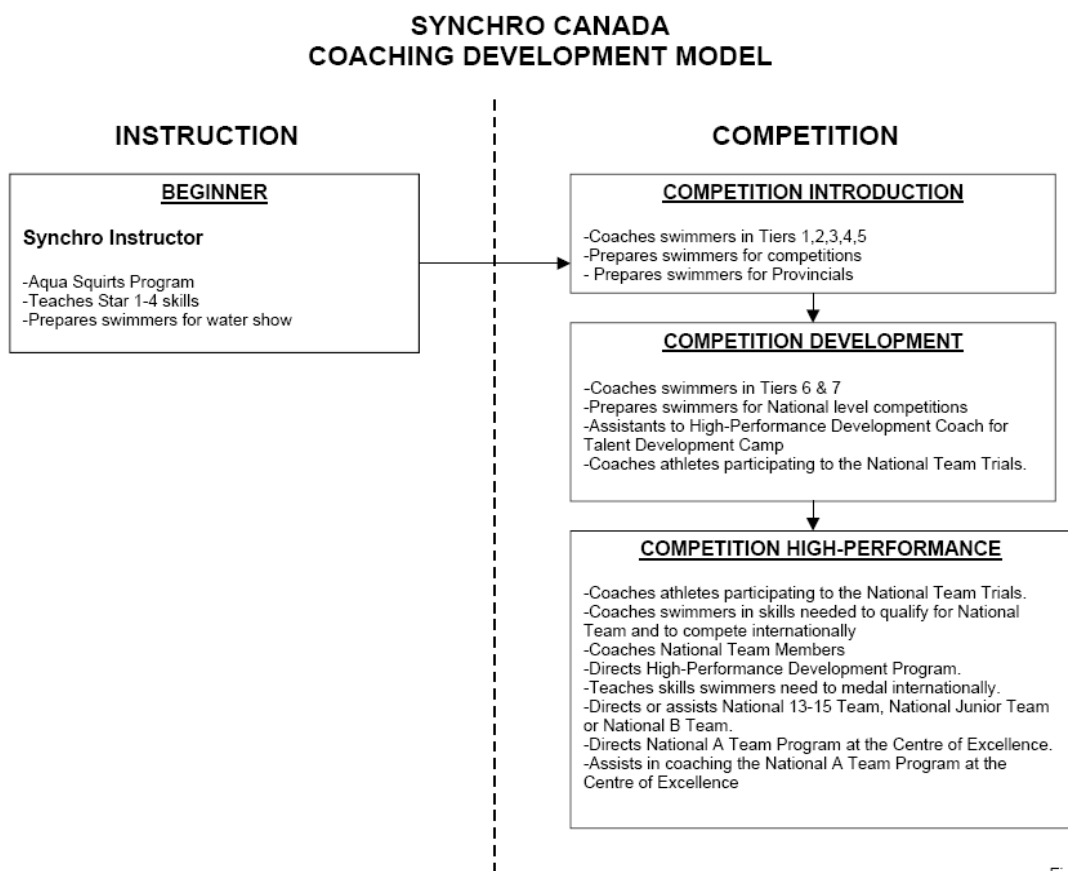 SYNCHRO CANADA
COACHING DEVELOPMENT MODEL
INSTRUCTION
BEGINNER
Synchro Instructor
-Aqua Squirts Program
-Teaches Star 1-4 skills
-Prepares swimmers for water show
COMPETITION
COMPETITION INTRODUCTION
-Coaches swimmers in Tiers 1,2,3,4,5
-Prepares swimmers for competitions
- Prepares swimmers for Provincials
COMPETITION DEVELOPMENT
-Coaches swimmers in Tiers 6 & 7
-Prepares swimmers for National level competitions
-Assistants to High-Performance Development Coach for
Talent Development Camp
-Coaches athletes participating to the National Team Trials.
COMPETITION HIGH-PERFORMANCE
-Coaches athletes participating to the National Team Trials.
-Coaches swimmers in skills needed to qualify for National
Team and to compete internationally
-Coaches National Team Members
-Directs High-Performance Development Program.
-Teaches skills swimmers need to medal internationally.
-Directs or assists National 13-15 Team, National Junior Team
or National B Team.
-Directs National A Team Program at the Centre of Excellence.
-Assists in coaching the National A Team Program at the
Centre of Excellence